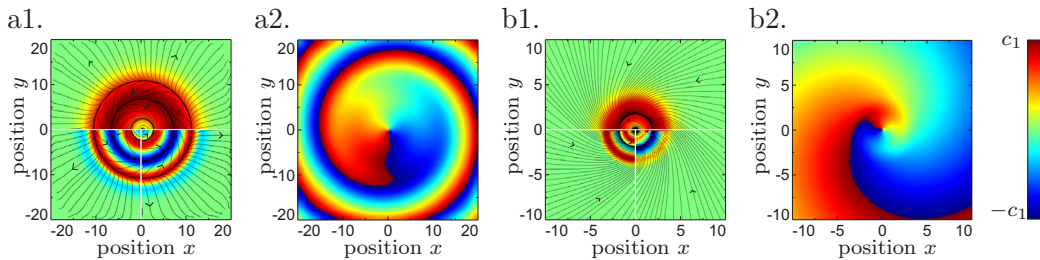 a1. a2. b1. b2.
20 20 10 10 c₁
10 10 5 5
position y position y position y position y
0 0 0 0
-10 -10 -5 -5
-20 -20 -10 -10 −c₁
-20 -10 0 10 20 -20 -10 0 10 20 -10 -5 0 5 10 -10 -5 0 5 10
position x position x position x position x